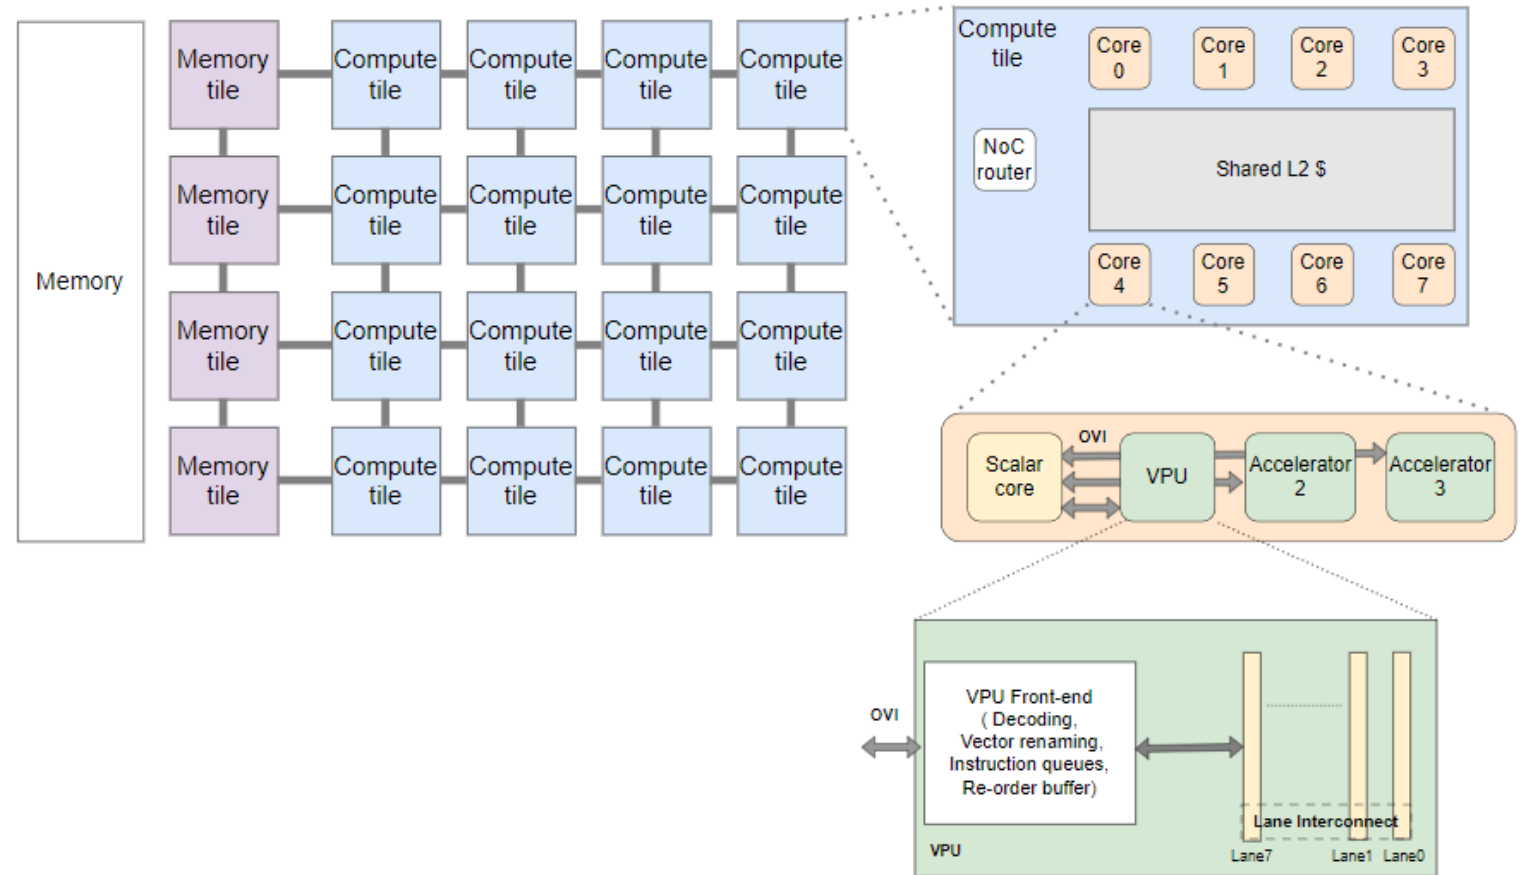 Memory
Memory
tile
Compute
tile
Compute
tile
Compute
tile
Compute
tile
Memory
tile
Compute
tile
Compute
tile
Compute
tile
Compute
tile
Memory
tile
Compute
tile
Compute
tile
Compute
tile
Compute
tile
Memory
tile
Compute
tile
Compute
tile
Compute
tile
Compute
tile
Compute
tile
Core
0
Core
1
Core
2
Core
3
NoC
router
Shared L2 $
Core
4
Core
5
Core
6
Core
7
Scalar
core
OVI
VPU
Accelerator
2
Accelerator
3
OVI
VPU Front-end
( Decoding,
Vector renaming,
Instruction queues,
Re-order buffer)
Lane Interconnect
VPU
Lane7
Lane1
Lane0